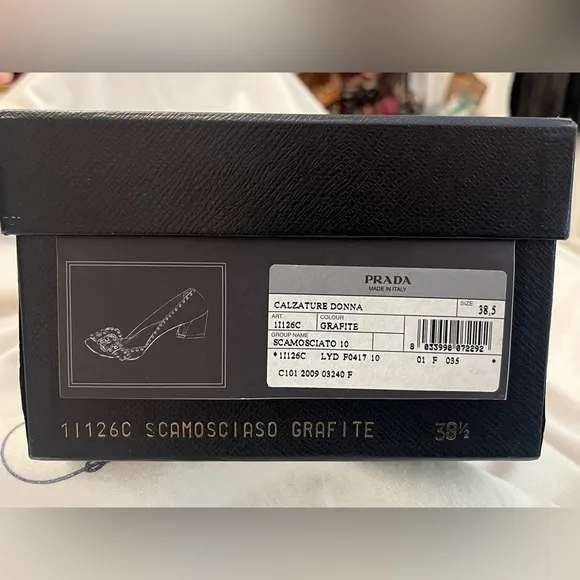 PRADA
MADE IN ITALY
CALZATURE DONNA
SIZE
38,5
ART.
1I126C
COLOUR
GRAFITE
GROUP NAME
SCAMOSCIATO 10
8 033990 072292
*1I126C LYD F0417 10 01 F 035 *
C101 2009 03240 F
1I126C SCAMOSCIASO GRAFITE 38½